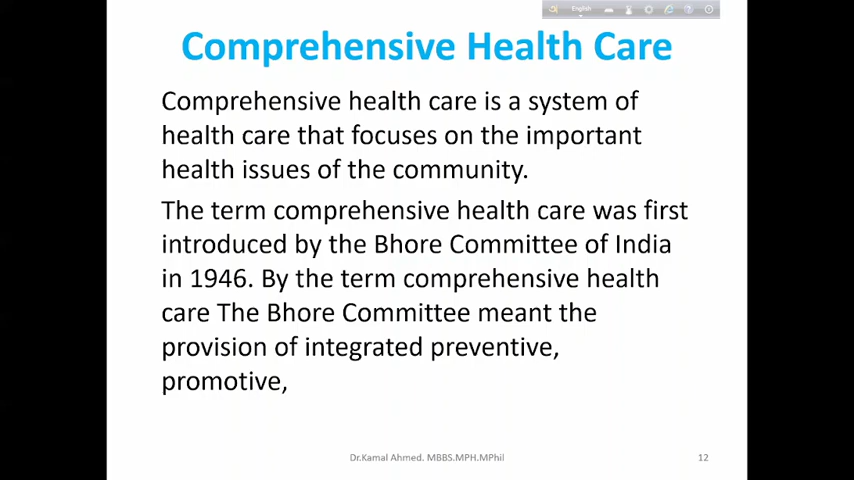 English
Comprehensive Health Care
Comprehensive health care is a system of
health care that focuses on the important
health issues of the community.
The term comprehensive health care was first
introduced by the Bhore Committee of India
in 1946. By the term comprehensive health
care The Bhore Committee meant the
provision of integrated preventive,
promotive,
Dr.Kamal Ahmed. MBBS.MPH.MPhil
12